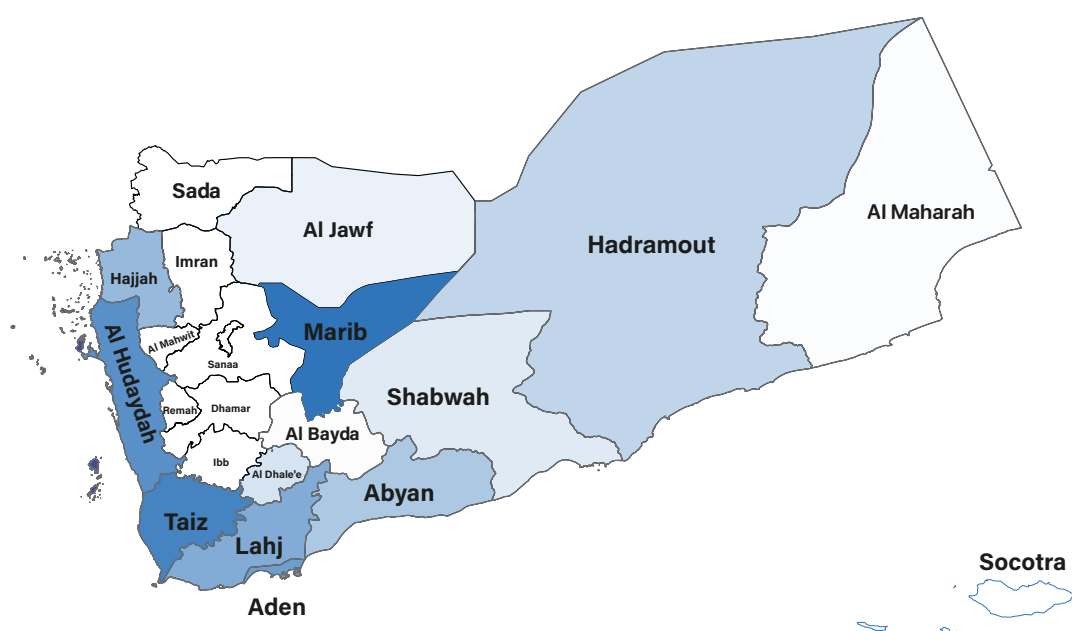 Sada
Al Jawf
Al Maharah
Hadramout
Imran
Hajjah
Marib
Al Mahwit
Al Hudaydah
Sanaa
Shabwah
Remah
Dhamar
Al Bayda
Ibb
Al Dhale'e
Abyan
Taiz
Lahj
Socotra
Aden